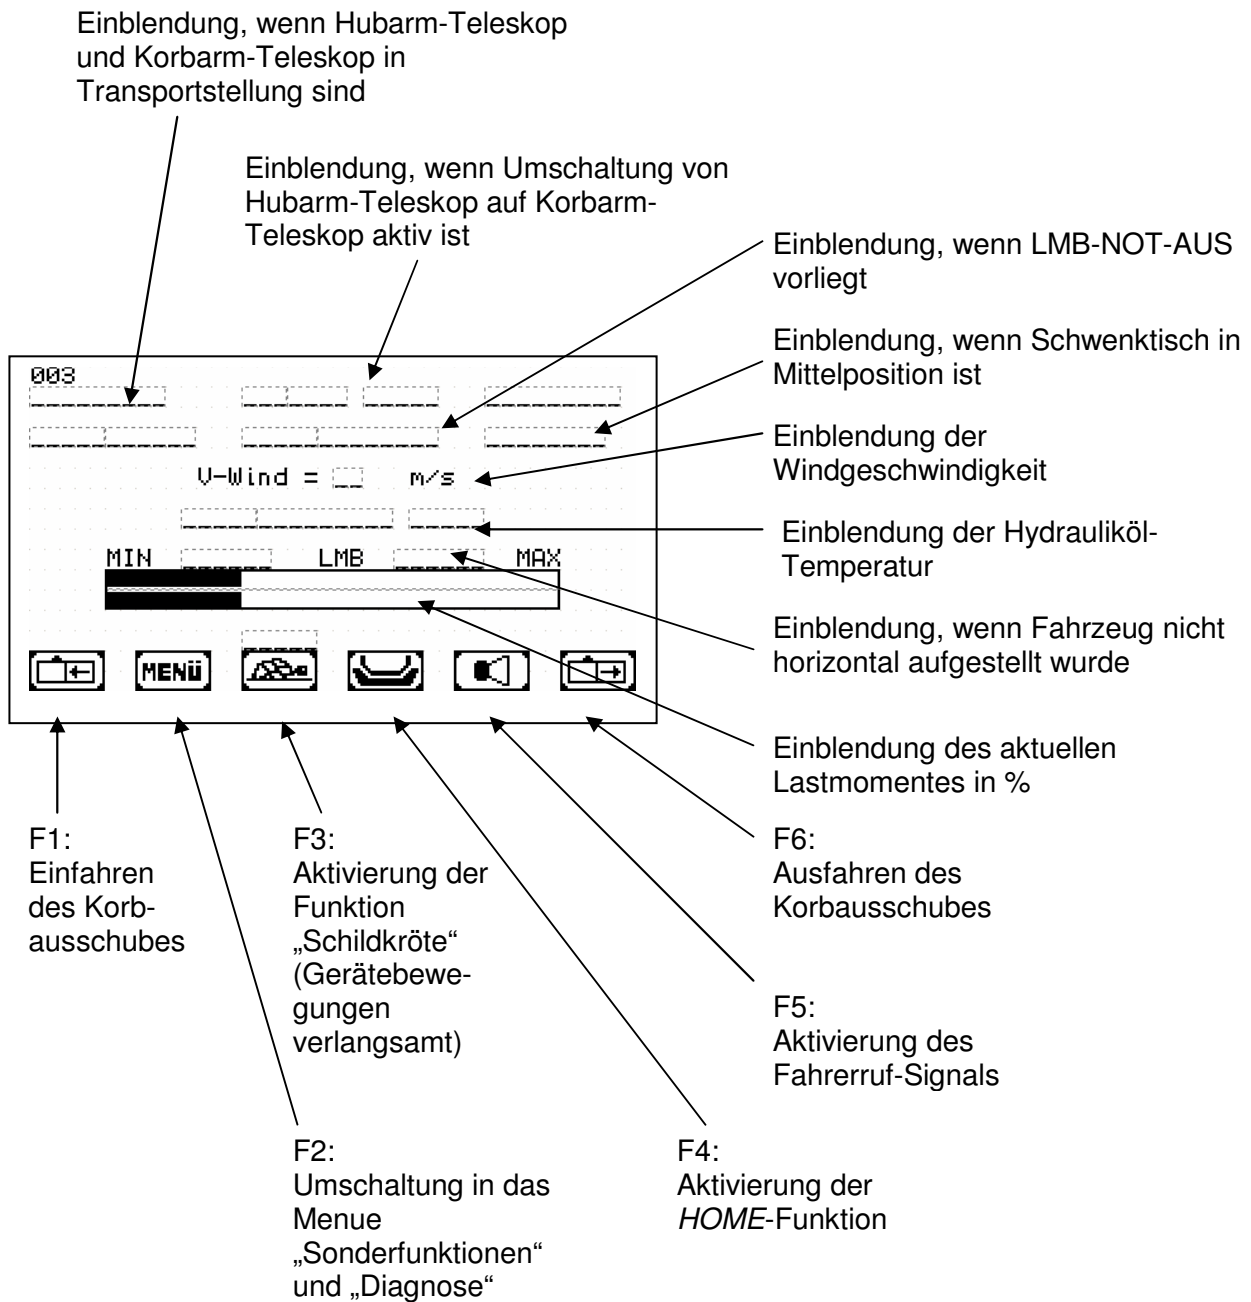 Einblendung, wenn Hubarm-Teleskop
und Korbarm-Teleskop in
Transportstellung sind
Einblendung, wenn Umschaltung von
Hubarm-Teleskop auf Korbarm-
Teleskop aktiv ist
Einblendung, wenn LMB-NOT-AUS
vorliegt
Einblendung, wenn Schwenktisch in
Mittelposition ist
Einblendung der
Windgeschwindigkeit
Einblendung der Hydrauliköl-
Temperatur
Einblendung, wenn Fahrzeug nicht
horizontal aufgestellt wurde
Einblendung des aktuellen
Lastmomentes in %
003
V-Wind = m/s
MIN LMB MAX
MENÜ
F1:
Einfahren
des Korb-
ausschubes
F3:
Aktivierung der
Funktion
„Schildkröte“
(Gerätebewe-
gungen
verlangsamt)
F6:
Ausfahren des
Korbausschubes
F5:
Aktivierung des
Fahrerruf-Signals
F2:
Umschaltung in das
Menue
„Sonderfunktionen“
und „Diagnose“
F4:
Aktivierung der
HOME-Funktion